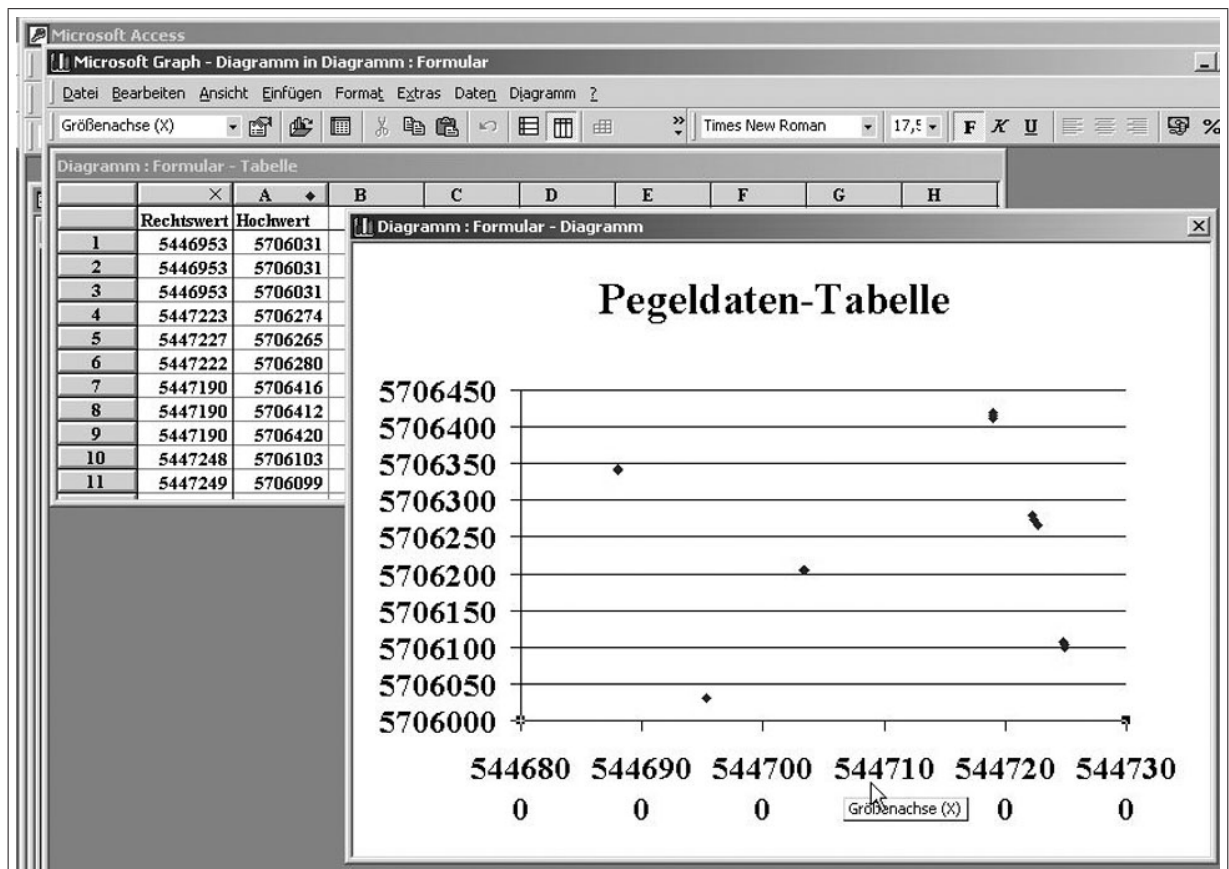 Microsoft Access
Microsoft Graph - Diagramm in Diagramm : Formular
Datei Bearbeiten Ansicht Einfügen Format Extras Daten Diagramm ?
Größenachse (X) Times New Roman 17,5 F K U %
Diagramm : Formular - Tabelle
A B C D E F G H
Rechtswert Hochwert
1 5446953 5706031
2 5446953 5706031
3 5446953 5706031
4 5447223 5706274
5 5447227 5706265
6 5447222 5706280
7 5447190 5706416
8 5447190 5706412
9 5447190 5706420
10 5447248 5706103
11 5447249 5706099
Diagramm : Formular - Diagramm
Pegeldaten-Tabelle
5706450
5706400
5706350
5706300
5706250
5706200
5706150
5706100
5706050
5706000
544680 544690 544700 544710 544720 544730
0 0 0 0 0
Größenachse (X)